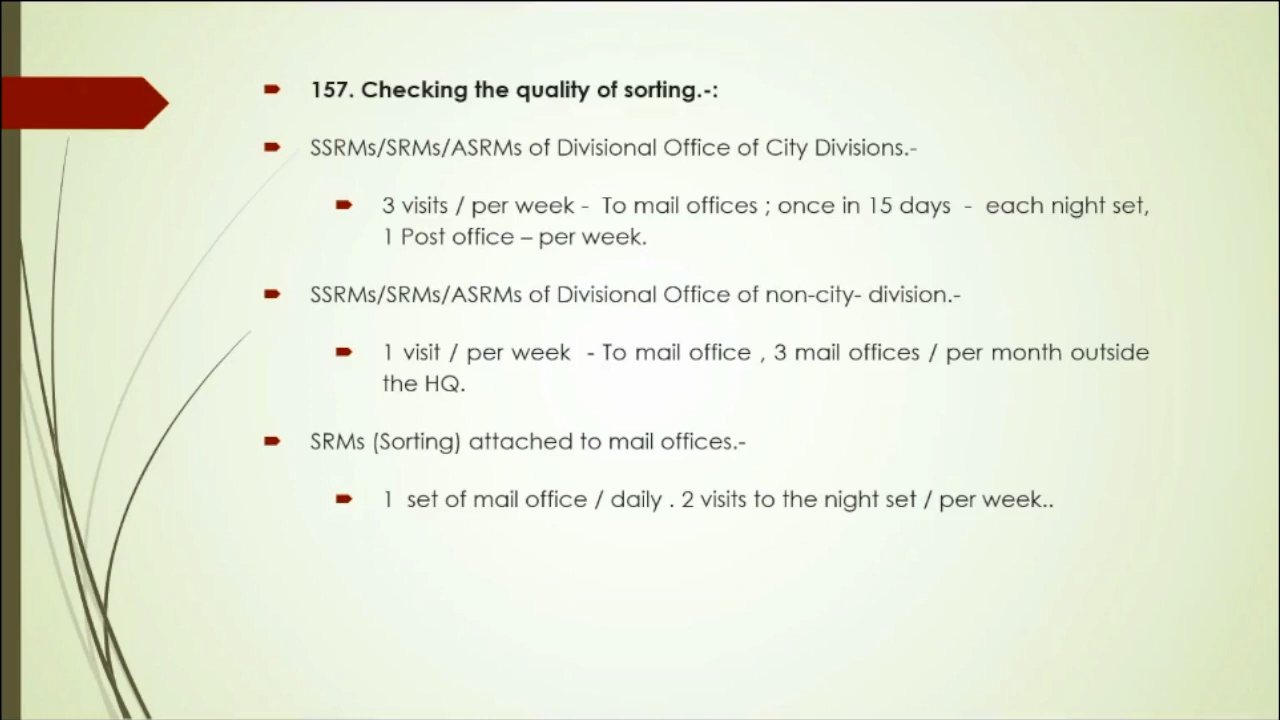 157. Checking the quality of sorting.-:
SSRMs/SRMs/ASRMs of Divisional Office of City Divisions.-
3 visits / per week - To mail offices ; once in 15 days - each night set,
1 Post office – per week.
SSRMs/SRMs/ASRMs of Divisional Office of non-city- division.-
1 visit / per week - To mail office , 3 mail offices / per month outside
the HQ.
SRMs (Sorting) attached to mail offices.-
1 set of mail office / daily . 2 visits to the night set / per week..